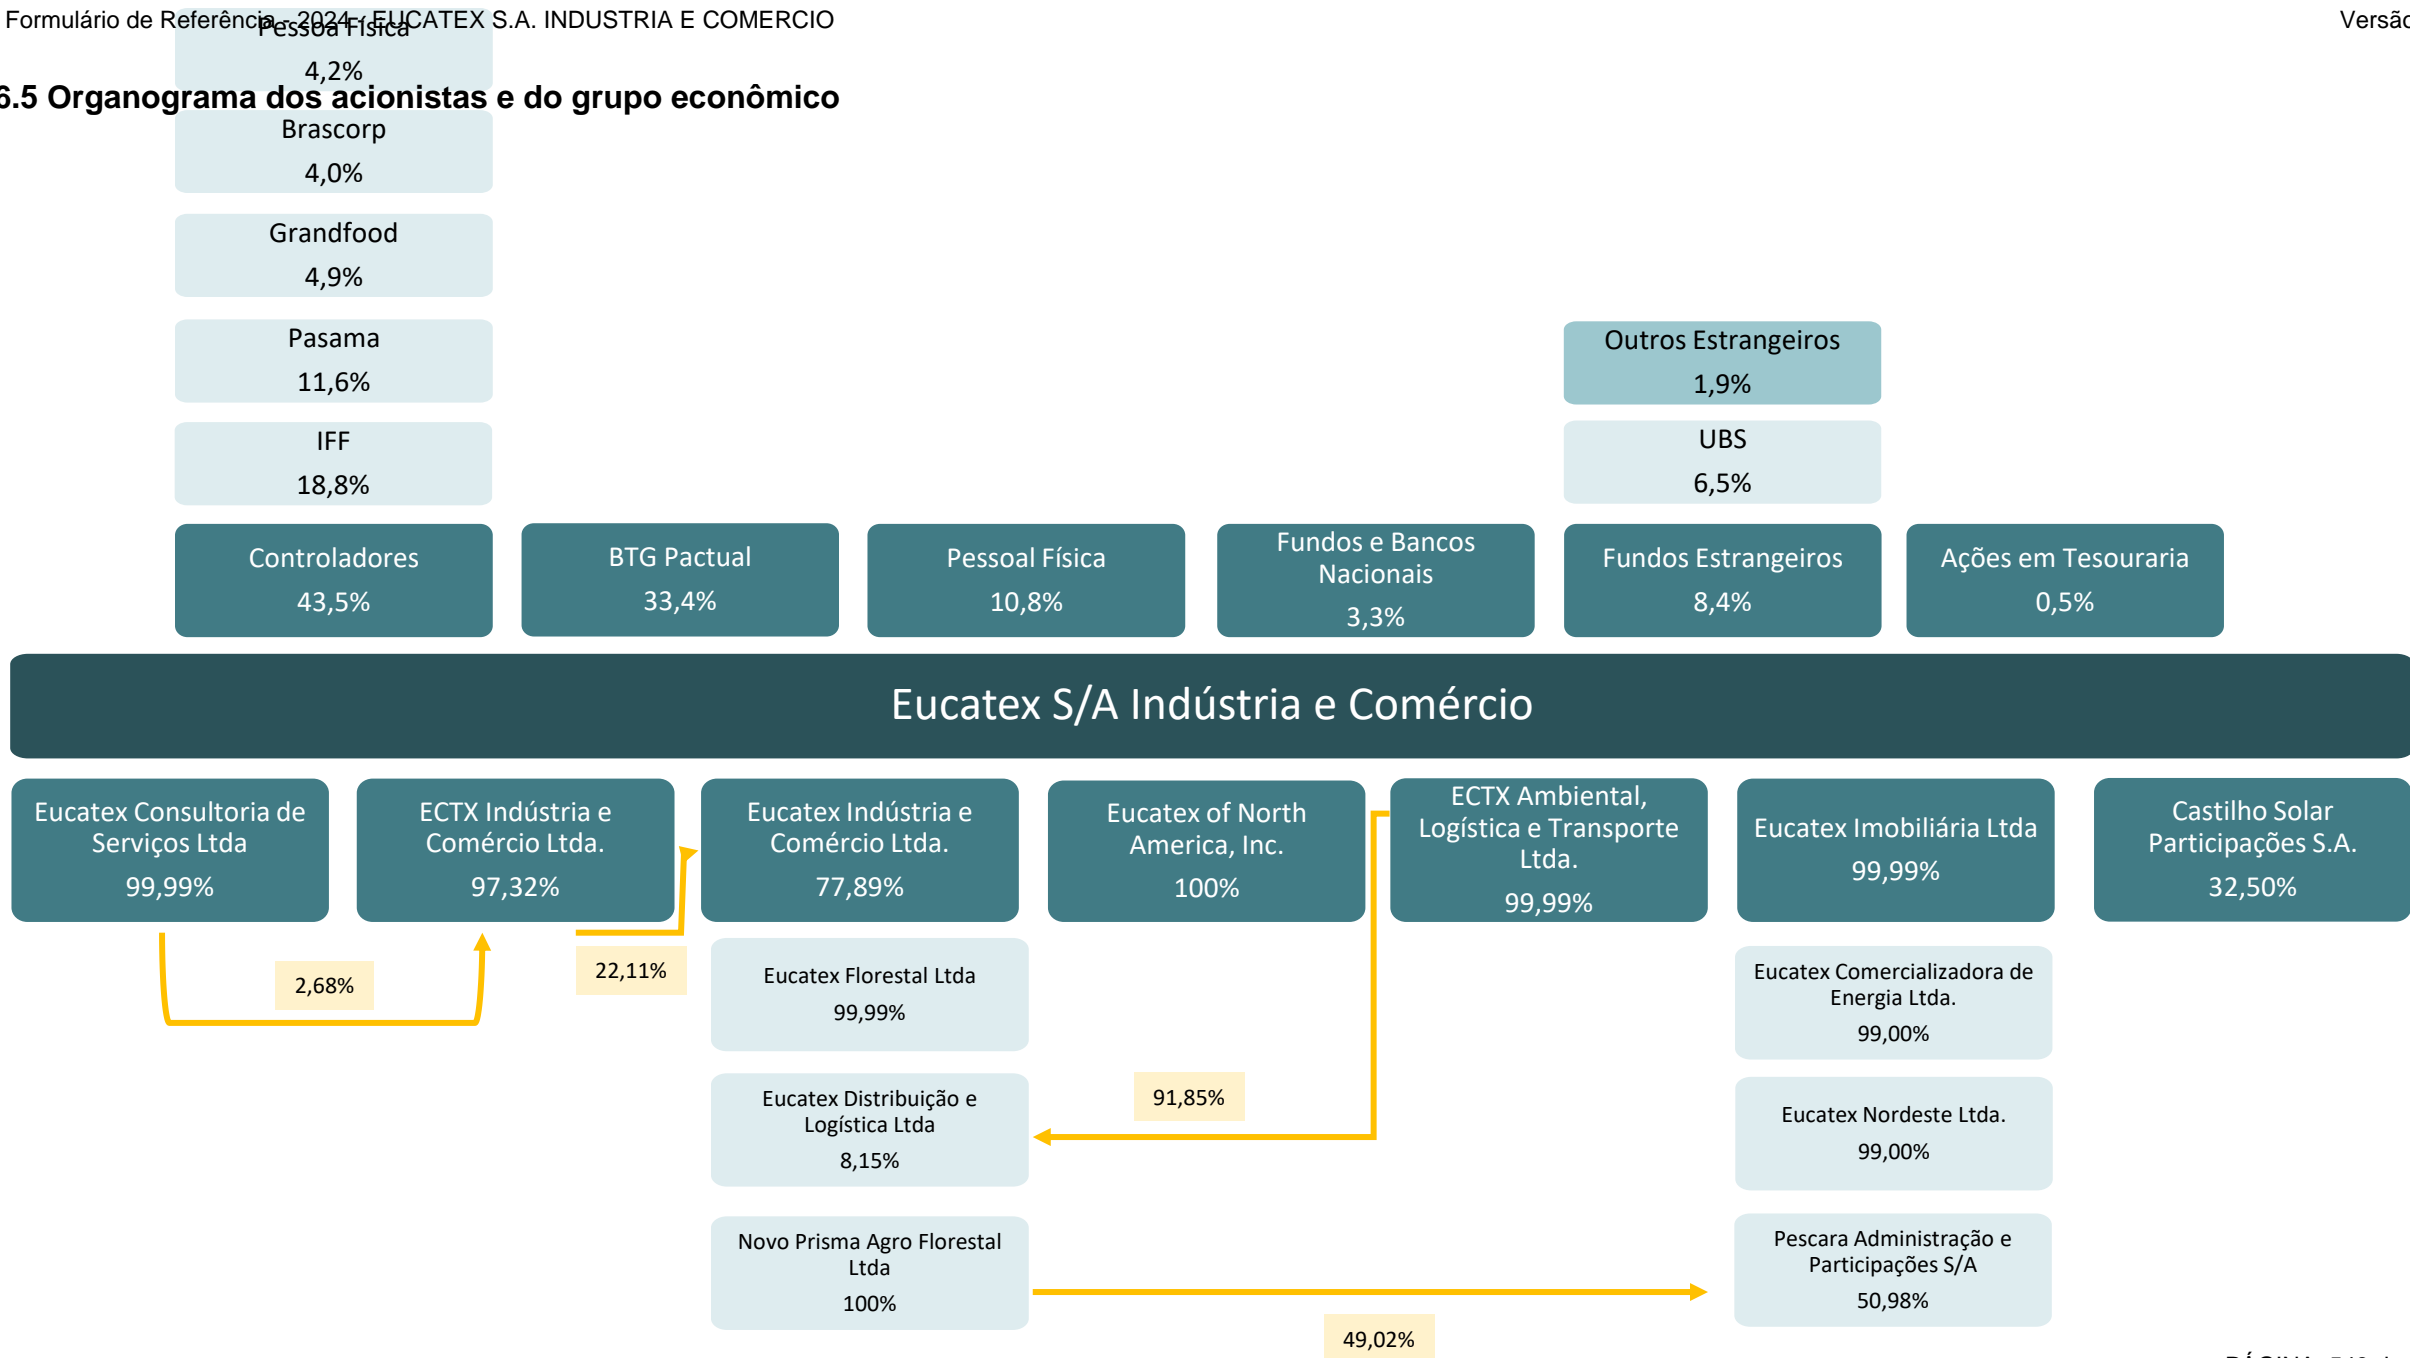 Formulário de Referência - 2024 - EUCATEX S.A. INDUSTRIA E COMERCIO
Versão
Pessoa Física
4,2%
6.5 Organograma dos acionistas e do grupo econômico
Brascorp
4,0%
Grandfood
4,9%
Pasama
11,6%
IFF
18,8%
Outros Estrangeiros
1,9%
UBS
6,5%
Controladores
43,5%
BTG Pactual
33,4%
Pessoal Física
10,8%
Fundos e Bancos
Nacionais
3,3%
Fundos Estrangeiros
8,4%
Ações em Tesouraria
0,5%
Eucatex S/A Indústria e Comércio
Eucatex Consultoria de
Serviços Ltda
99,99%
ECTX Indústria e
Comércio Ltda.
97,32%
Eucatex Indústria e
Comércio Ltda.
77,89%
Eucatex of North
America, Inc.
100%
ECTX Ambiental,
Logística e Transporte
Ltda.
99,99%
Eucatex Imobiliária Ltda
99,99%
Castilho Solar
Participações S.A.
32,50%
2,68%
22,11%
Eucatex Florestal Ltda
99,99%
Eucatex Distribuição e
Logística Ltda
8,15%
Novo Prisma Agro Florestal
Ltda
100%
91,85%
49,02%
Eucatex Comercializadora de
Energia Ltda.
99,00%
Eucatex Nordeste Ltda.
99,00%
Pescara Administração e
Participações S/A
50,98%